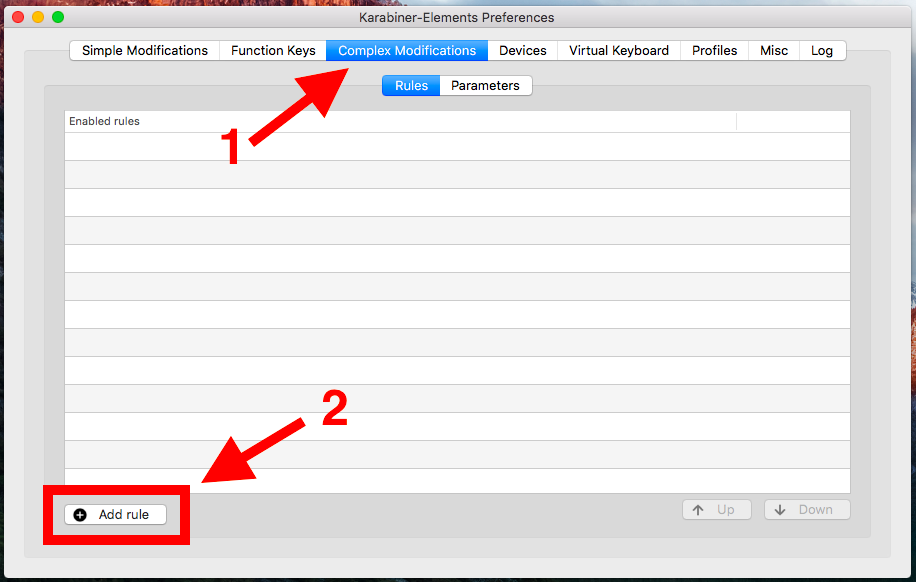 Karabiner-Elements Preferences
Simple Modifications Function Keys Complex Modifications Devices Virtual Keyboard Profiles Misc Log
Rules Parameters
Enabled rules
1
2
Add rule Up Down